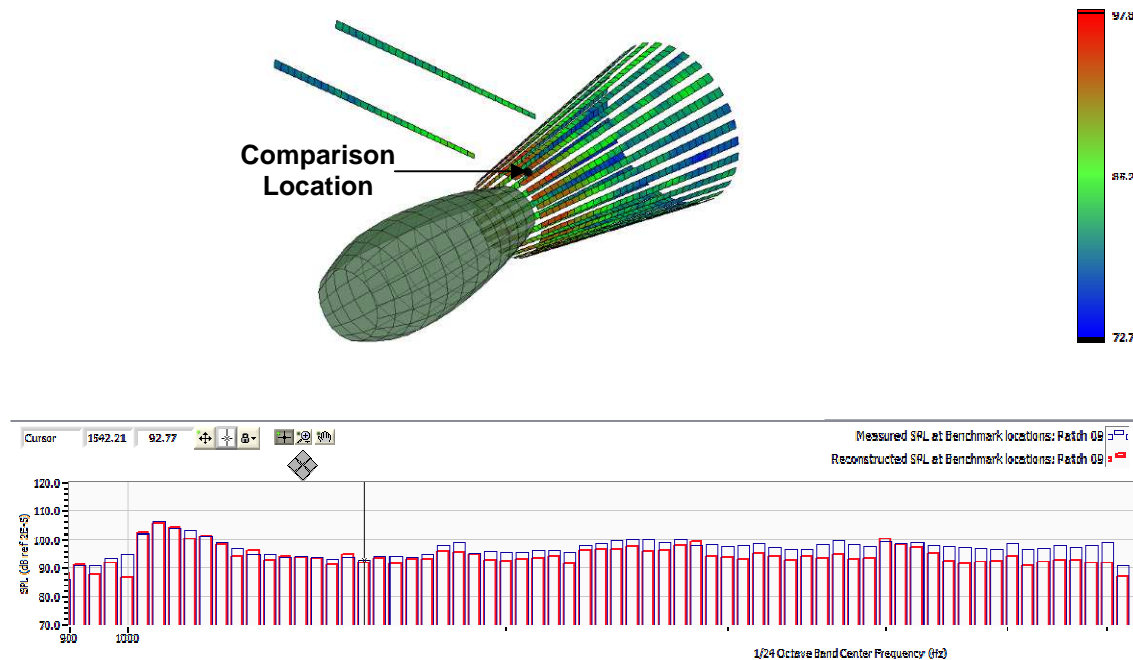 97.8
Comparison
Location
72.7
Cursor 1542.21 92.77
Measured SPL at Benchmark locations: Patch 09
Reconstructed SPL at Benchmark locations: Patch 09
120.0
110.0
100.0
90.0
80.0
70.0
SPL (dB ref 2E-5)
900 1000
1/24 Octave Band Center Frequency (Hz)